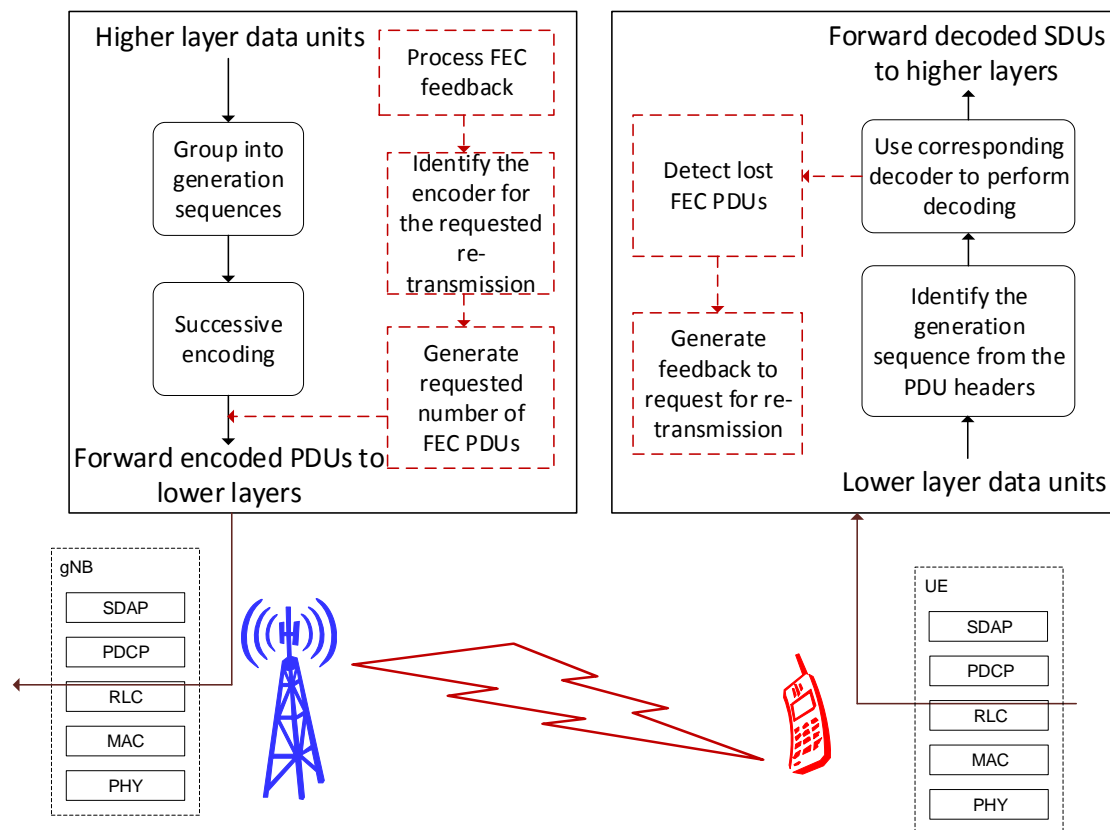 Higher layer data units
Group into
generation
sequences
Successive
encoding
Forward encoded PDUs to
lower layers
Process FEC
feedback
Identify the
encoder for
the requested
re-
transmission
Generate
requested
number of
FEC PDUs
Forward decoded SDUs
to higher layers
Use corresponding
decoder to perform
decoding
Detect lost
FEC PDUs
Generate
feedback to
request for re-
transmission
Identify the
generation
sequence from the
PDU headers
Lower layer data units
gNB
SDAP
PDCP
RLC
MAC
PHY
UE
SDAP
PDCP
RLC
MAC
PHY